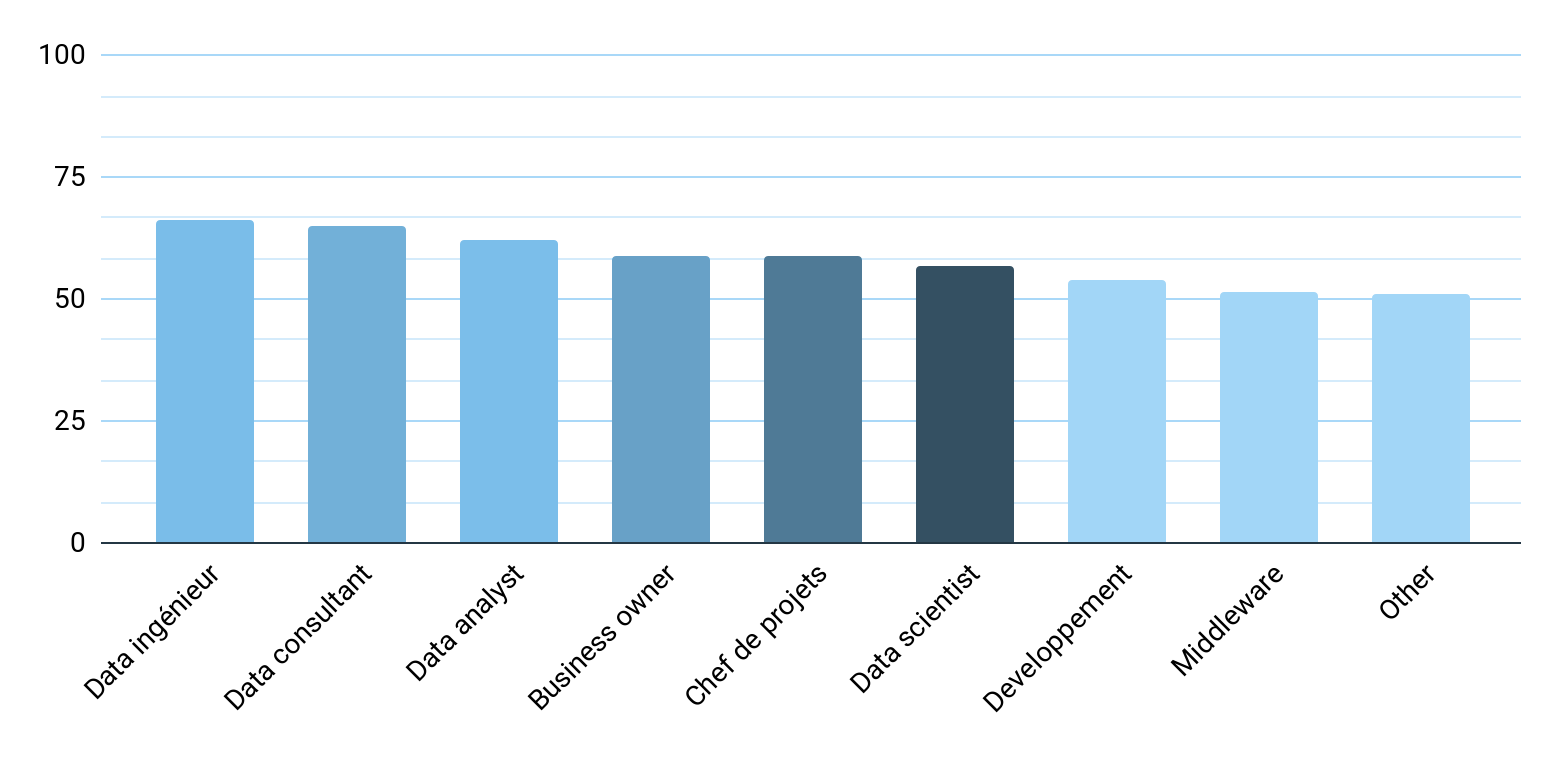 100
75
50
25
0
Data ingénieur
Data consultant
Data analyst
Business owner
Chef de projets
Data scientist
Developpement
Middleware
Other